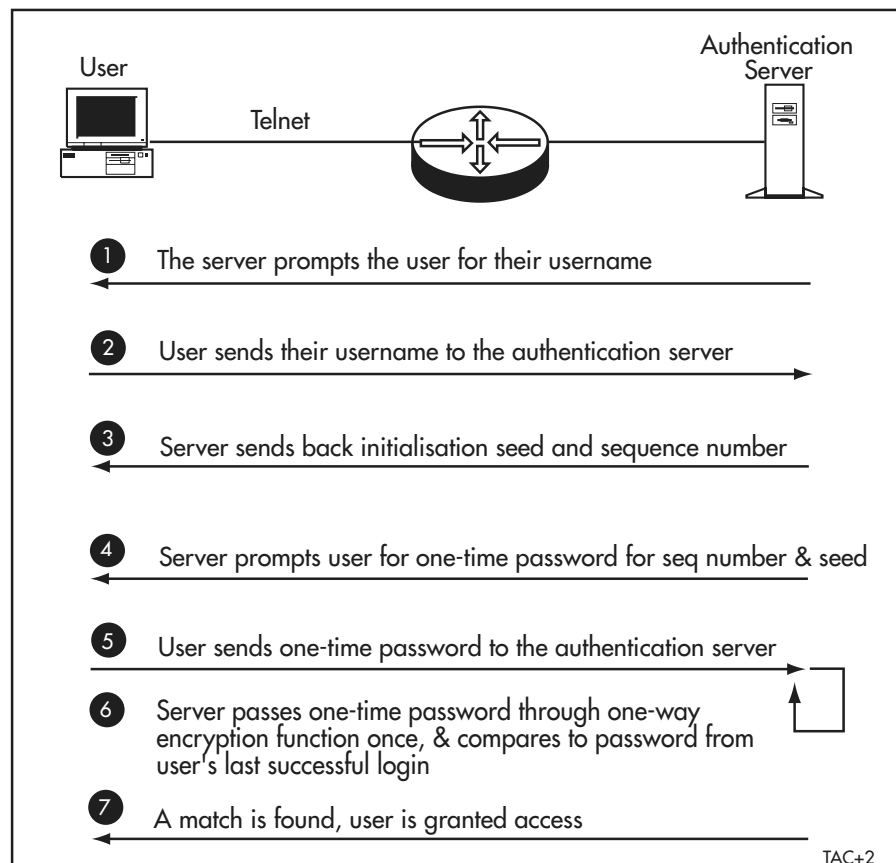 User
Authentication
Server
Telnet
1 The server prompts the user for their username
2 User sends their username to the authentication server
3 Server sends back initialisation seed and sequence number
4 Server prompts user for one-time password for seq number & seed
5 User sends one-time password to the authentication server
6 Server passes one-time password through one-way
encryption function once, & compares to password from
user's last successful login
7 A match is found, user is granted access
TAC+2